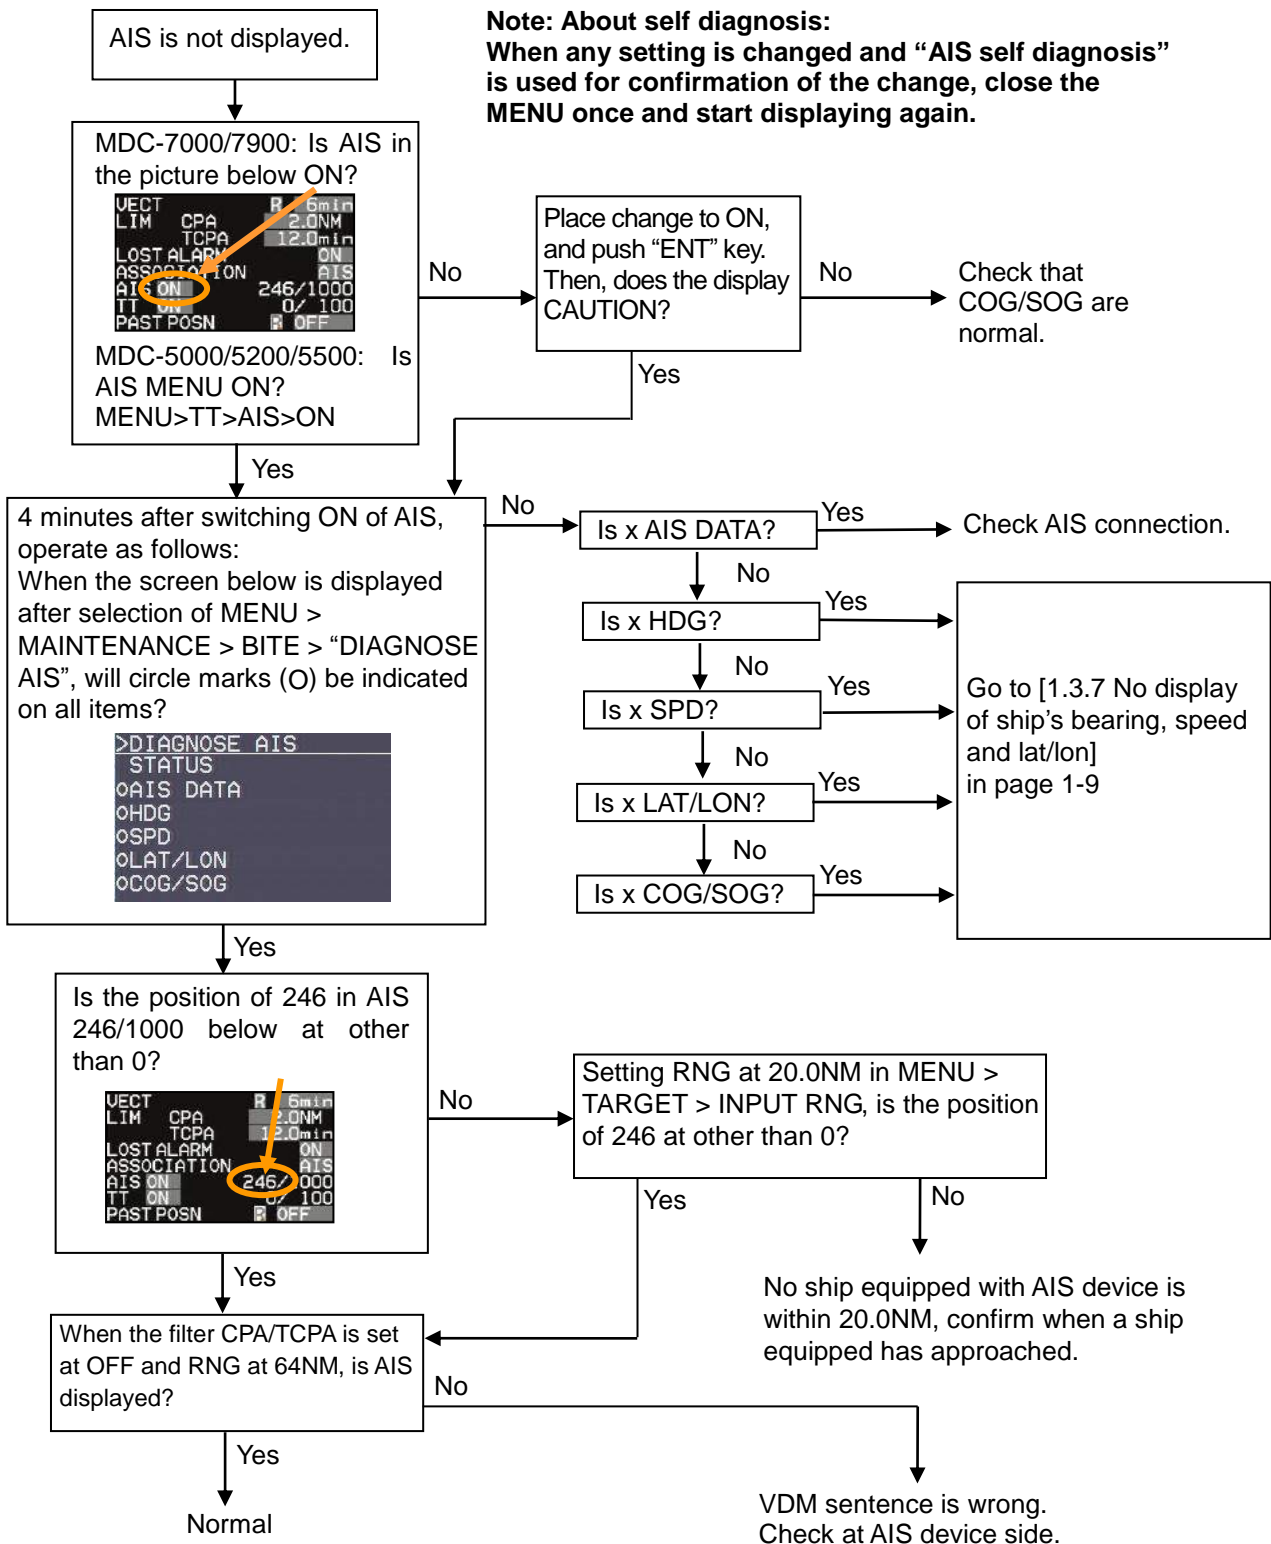 AIS is not displayed.
Note: About self diagnosis:
When any setting is changed and “AIS self diagnosis”
is used for confirmation of the change, close the
MENU once and start displaying again.
MDC-7000/7900: Is AIS in
the picture below ON?
VECT R 6min
LIM CPA 2.0NM
TCPA 12.0min
LOST ALARM ON
ASSOCIATION AIS
AIS ON 246/1000
TT ON 0/ 100
PAST POSN R OFF
MDC-5000/5200/5500: Is
AIS MENU ON?
MENU>TT>AIS>ON
No
Place change to ON,
and push “ENT” key.
Then, does the display
CAUTION?
No
Check that
COG/SOG are
normal.
Yes
Yes
4 minutes after switching ON of AIS,
operate as follows:
When the screen below is displayed
after selection of MENU >
MAINTENANCE > BITE > “DIAGNOSE
AIS”, will circle marks (O) be indicated
on all items?
>DIAGNOSE AIS
STATUS
OAIS DATA
OHDG
OSPD
OLAT/LON
OCOG/SOG
No
Is x AIS DATA?
Yes
Check AIS connection.
No
Is x HDG?
Yes
No
Is x SPD?
Yes
No
Is x LAT/LON?
Yes
No
Is x COG/SOG?
Yes
Go to [1.3.7 No display
of ship’s bearing, speed
and lat/lon]
in page 1-9
Yes
Is the position of 246 in AIS
246/1000 below at other
than 0?
VECT R 6min
LIM CPA 2.0NM
TCPA 12.0min
LOST ALARM ON
ASSOCIATION AIS
AIS ON 246/1000
TT ON 0/ 100
PAST POSN R OFF
No
Setting RNG at 20.0NM in MENU >
TARGET > INPUT RNG, is the position
of 246 at other than 0?
Yes
No
No ship equipped with AIS device is
within 20.0NM, confirm when a ship
equipped has approached.
Yes
When the filter CPA/TCPA is set
at OFF and RNG at 64NM, is AIS
displayed?
No
Yes
Normal
VDM sentence is wrong.
Check at AIS device side.